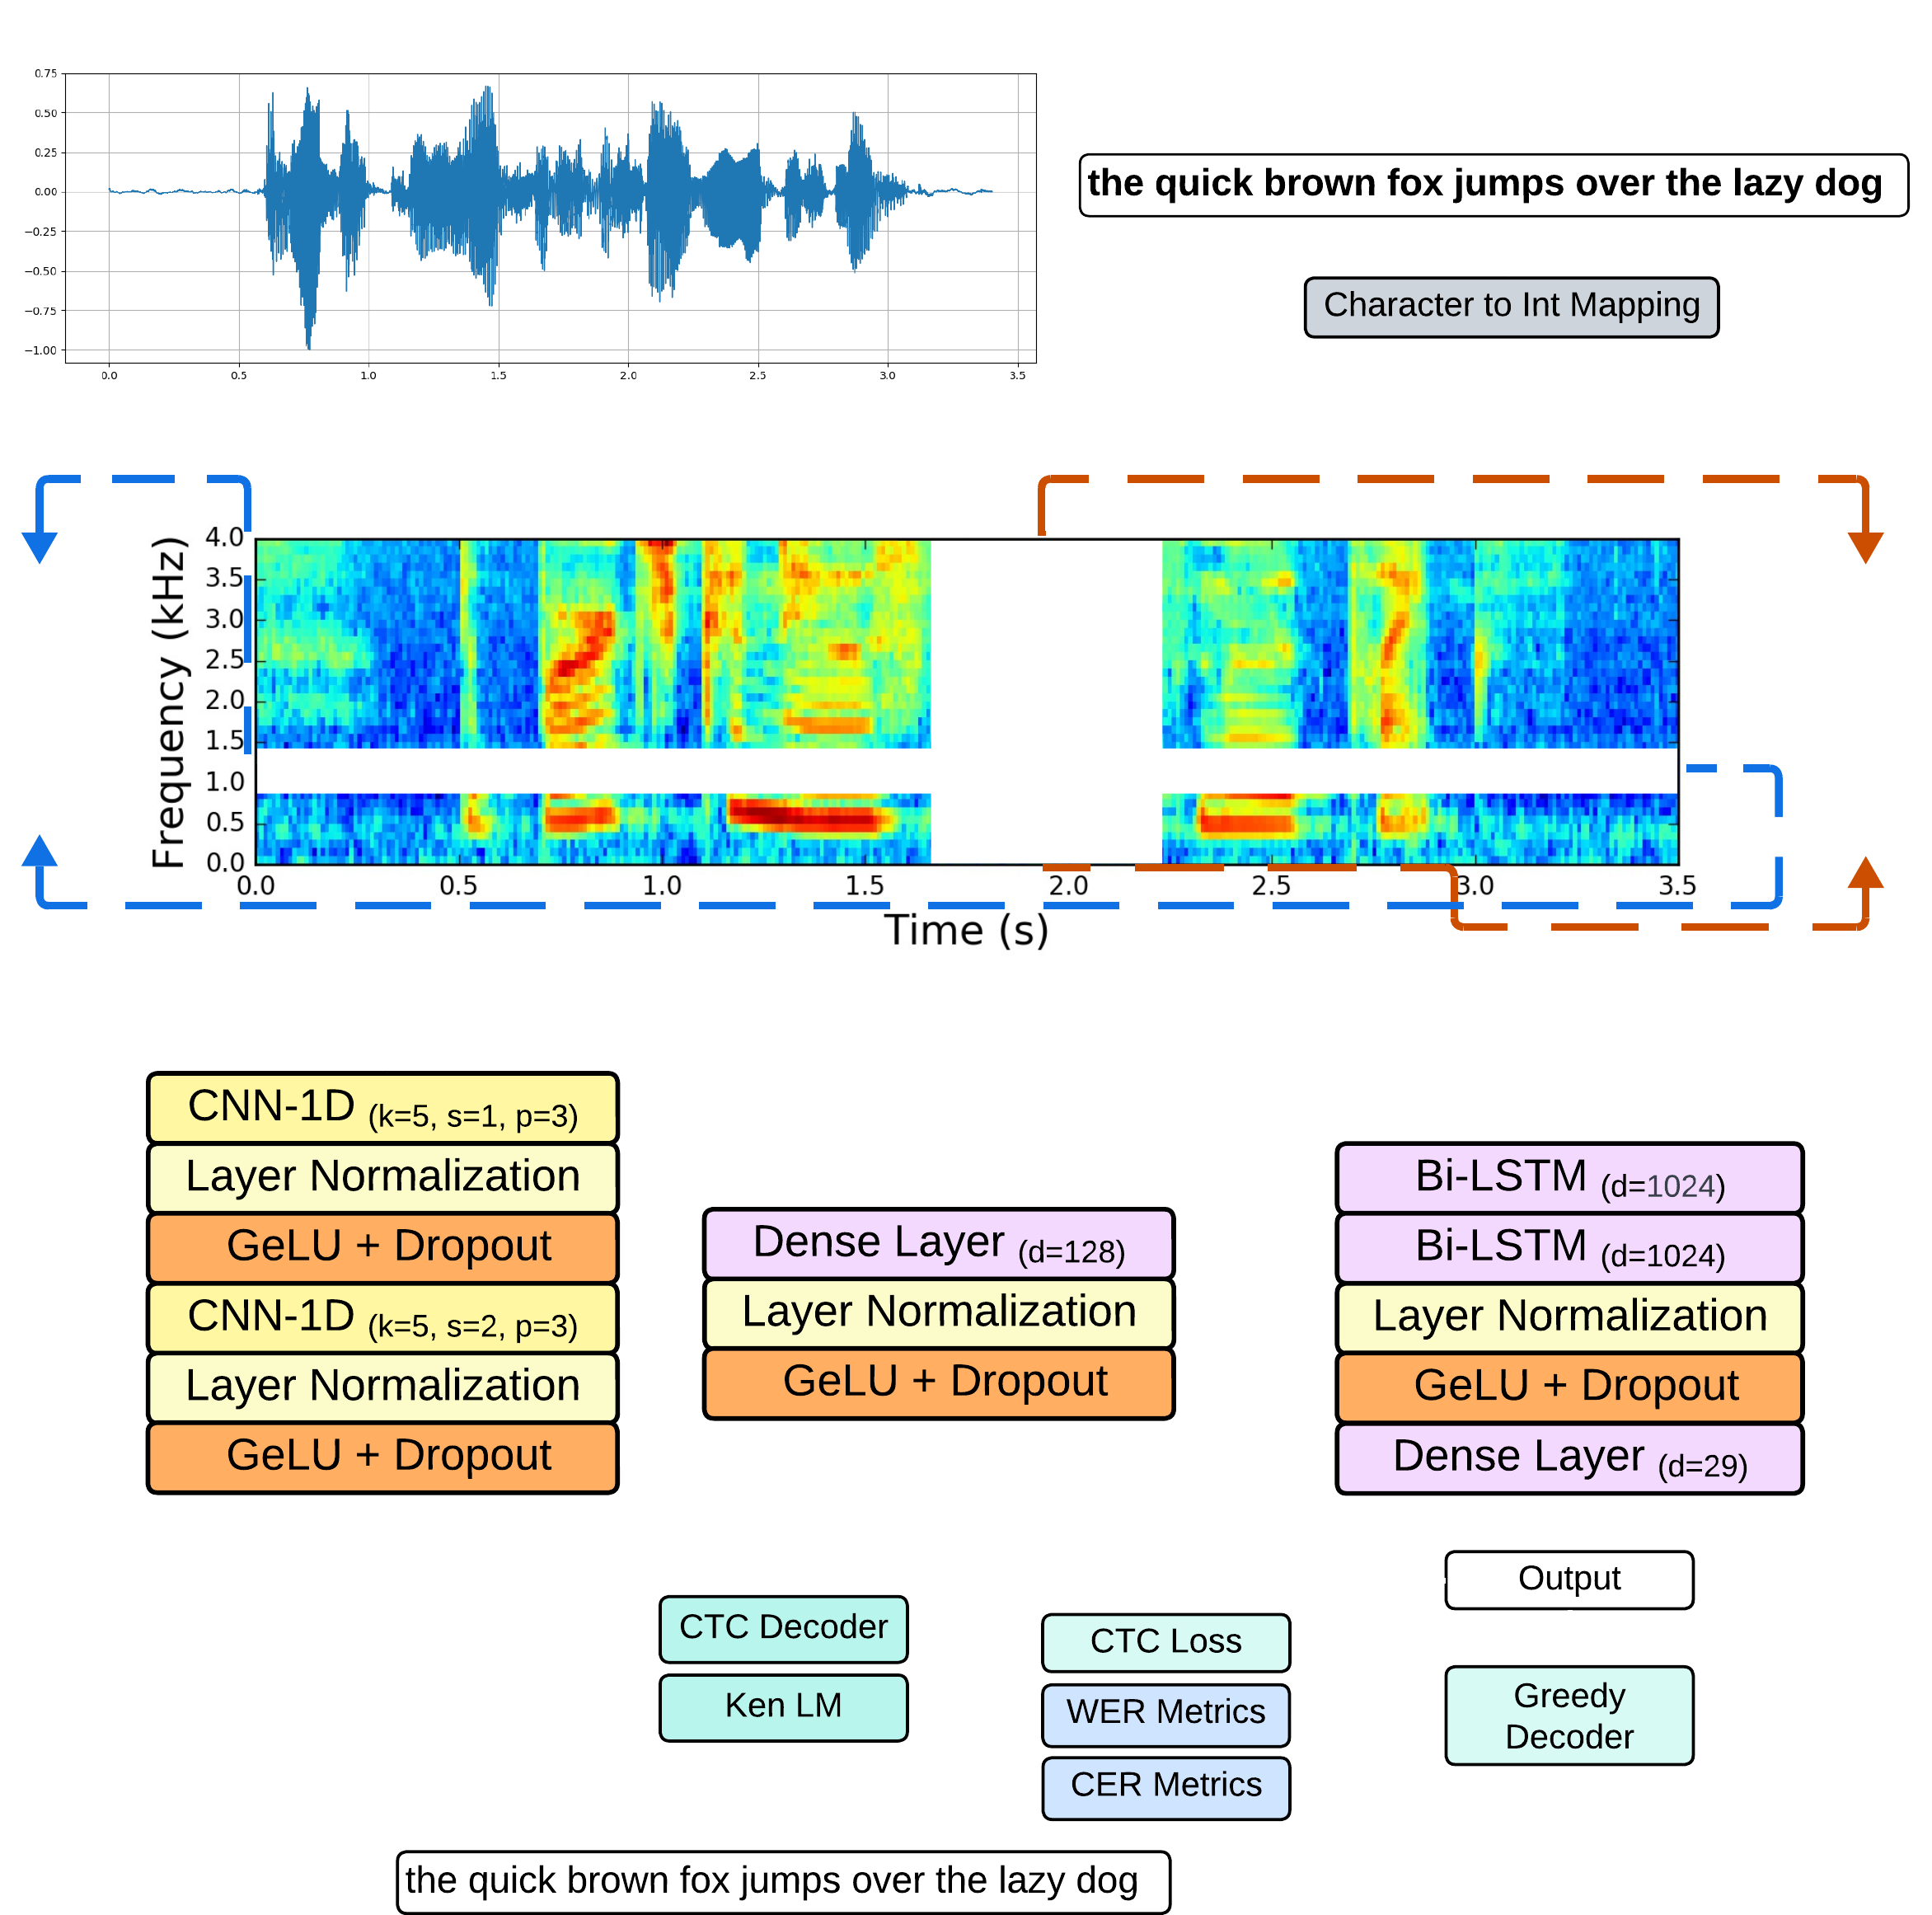 0.75
0.50
0.25
0.00
−0.25
−0.50
−0.75
−1.00
0.0 0.5 1.0 1.5 2.0 2.5 3.0 3.5
the quick brown fox jumps over the lazy dog
Character to Int Mapping
Frequency (kHz)
4.0
3.5
3.0
2.5
2.0
1.5
1.0
0.5
0.0
0.0 0.5 1.0 1.5 2.0 2.5 3.0 3.5
Time (s)
CNN-1D (k=5, s=1, p=3)
Layer Normalization
GeLU + Dropout
CNN-1D (k=5, s=2, p=3)
Layer Normalization
GeLU + Dropout
Dense Layer (d=128)
Layer Normalization
GeLU + Dropout
Bi-LSTM (d=1024)
Bi-LSTM (d=1024)
Layer Normalization
GeLU + Dropout
Dense Layer (d=29)
Output
CTC Decoder
Ken LM
CTC Loss
WER Metrics
CER Metrics
Greedy
Decoder
the quick brown fox jumps over the lazy dog